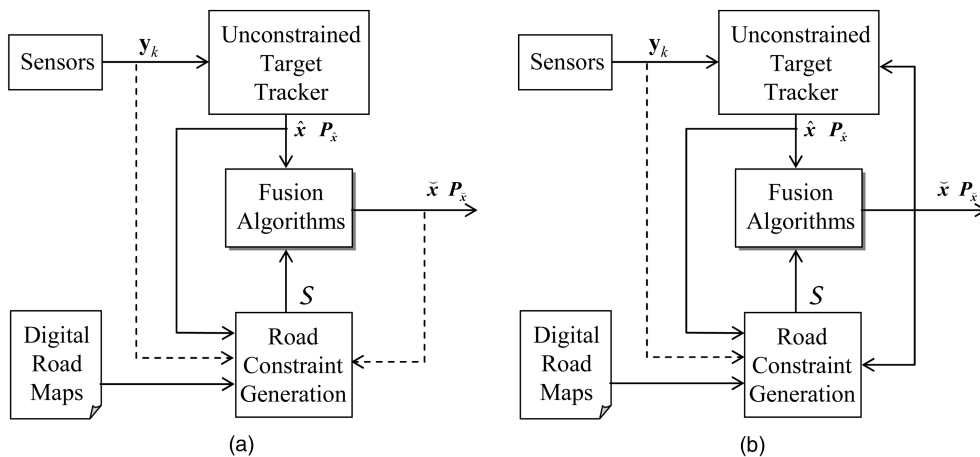 Sensors
y_k
Unconstrained
Target
Tracker
x̂ P_x̂
Fusion
Algorithms
x̆ P_x̆
S
Digital
Road
Maps
Road
Constraint
Generation
(a)
Sensors
y_k
Unconstrained
Target
Tracker
x̂ P_x̂
Fusion
Algorithms
x̆ P_x̆
S
Digital
Road
Maps
Road
Constraint
Generation
(b)